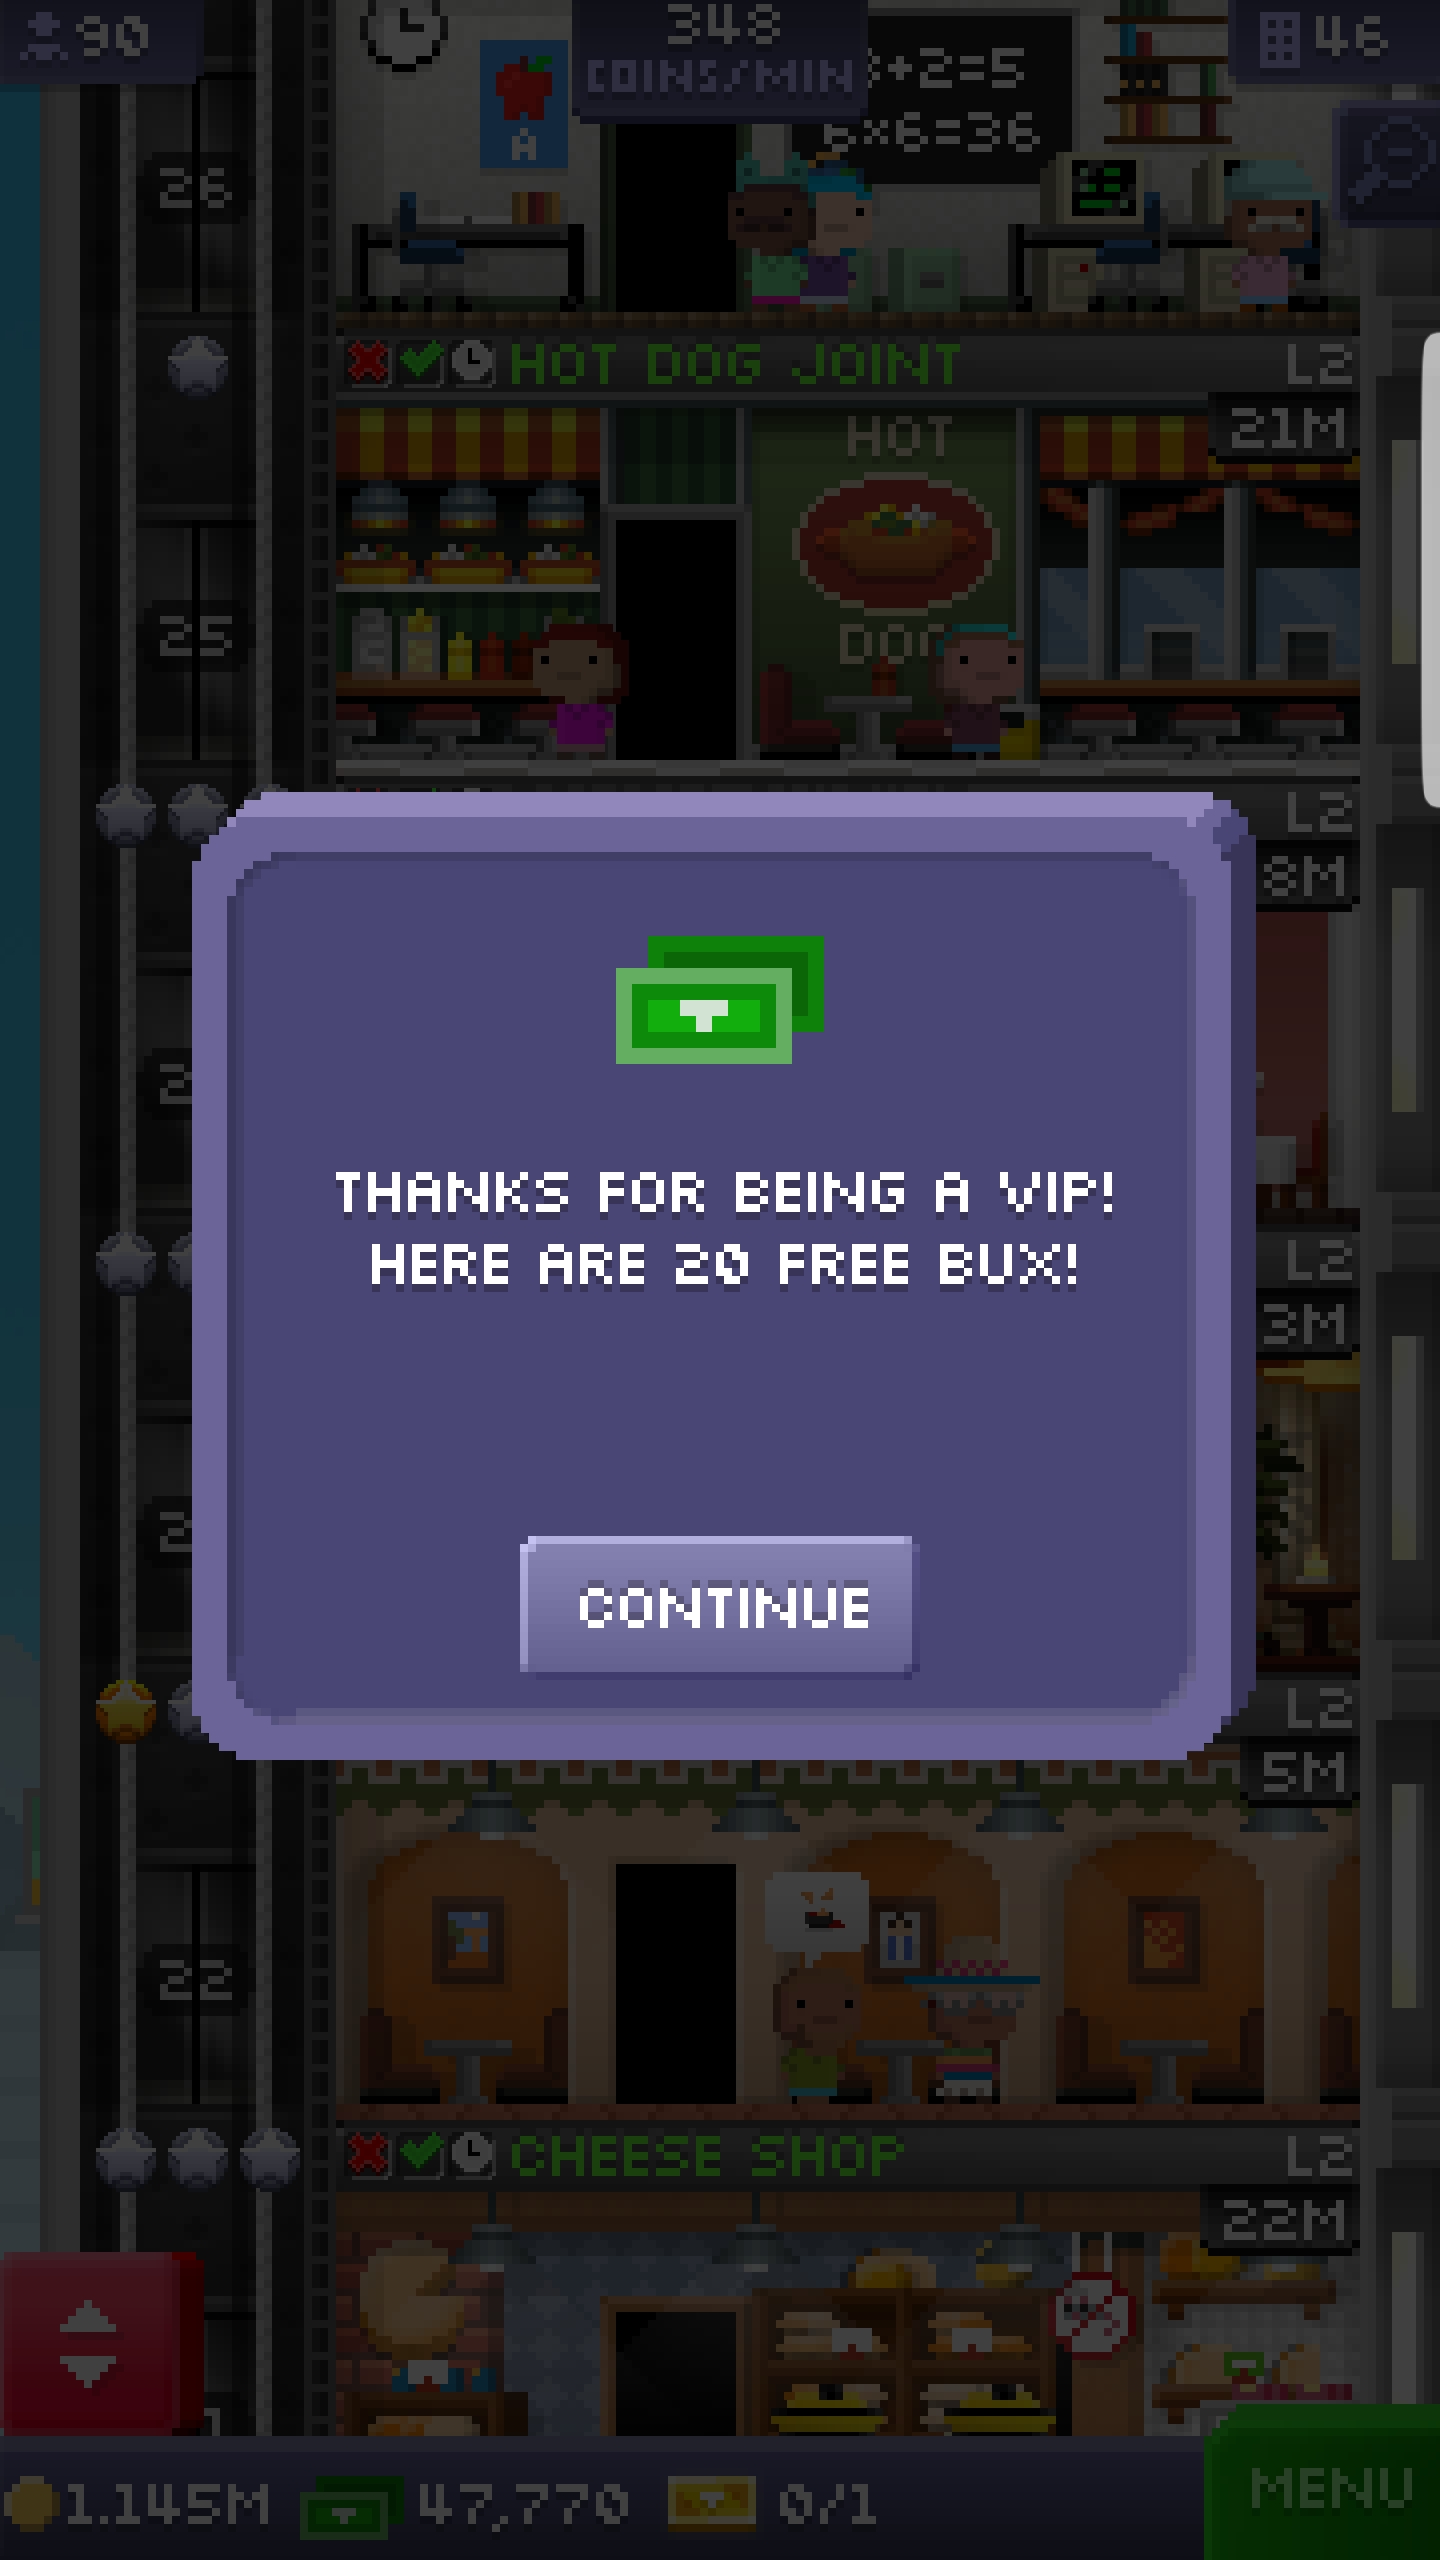 90
348
COINS/MIN
46
A
3+2=5
6×6=36
26
HOT DOG JOINT
L2
21M
HOT
DOG
25
L2
8M
THANKS FOR BEING A VIP!
HERE ARE 20 FREE BUX!
L2
3M
CONTINUE
L2
5M
22
CHEESE SHOP
L2
22M
1.145M
47,770
0/1
MENU